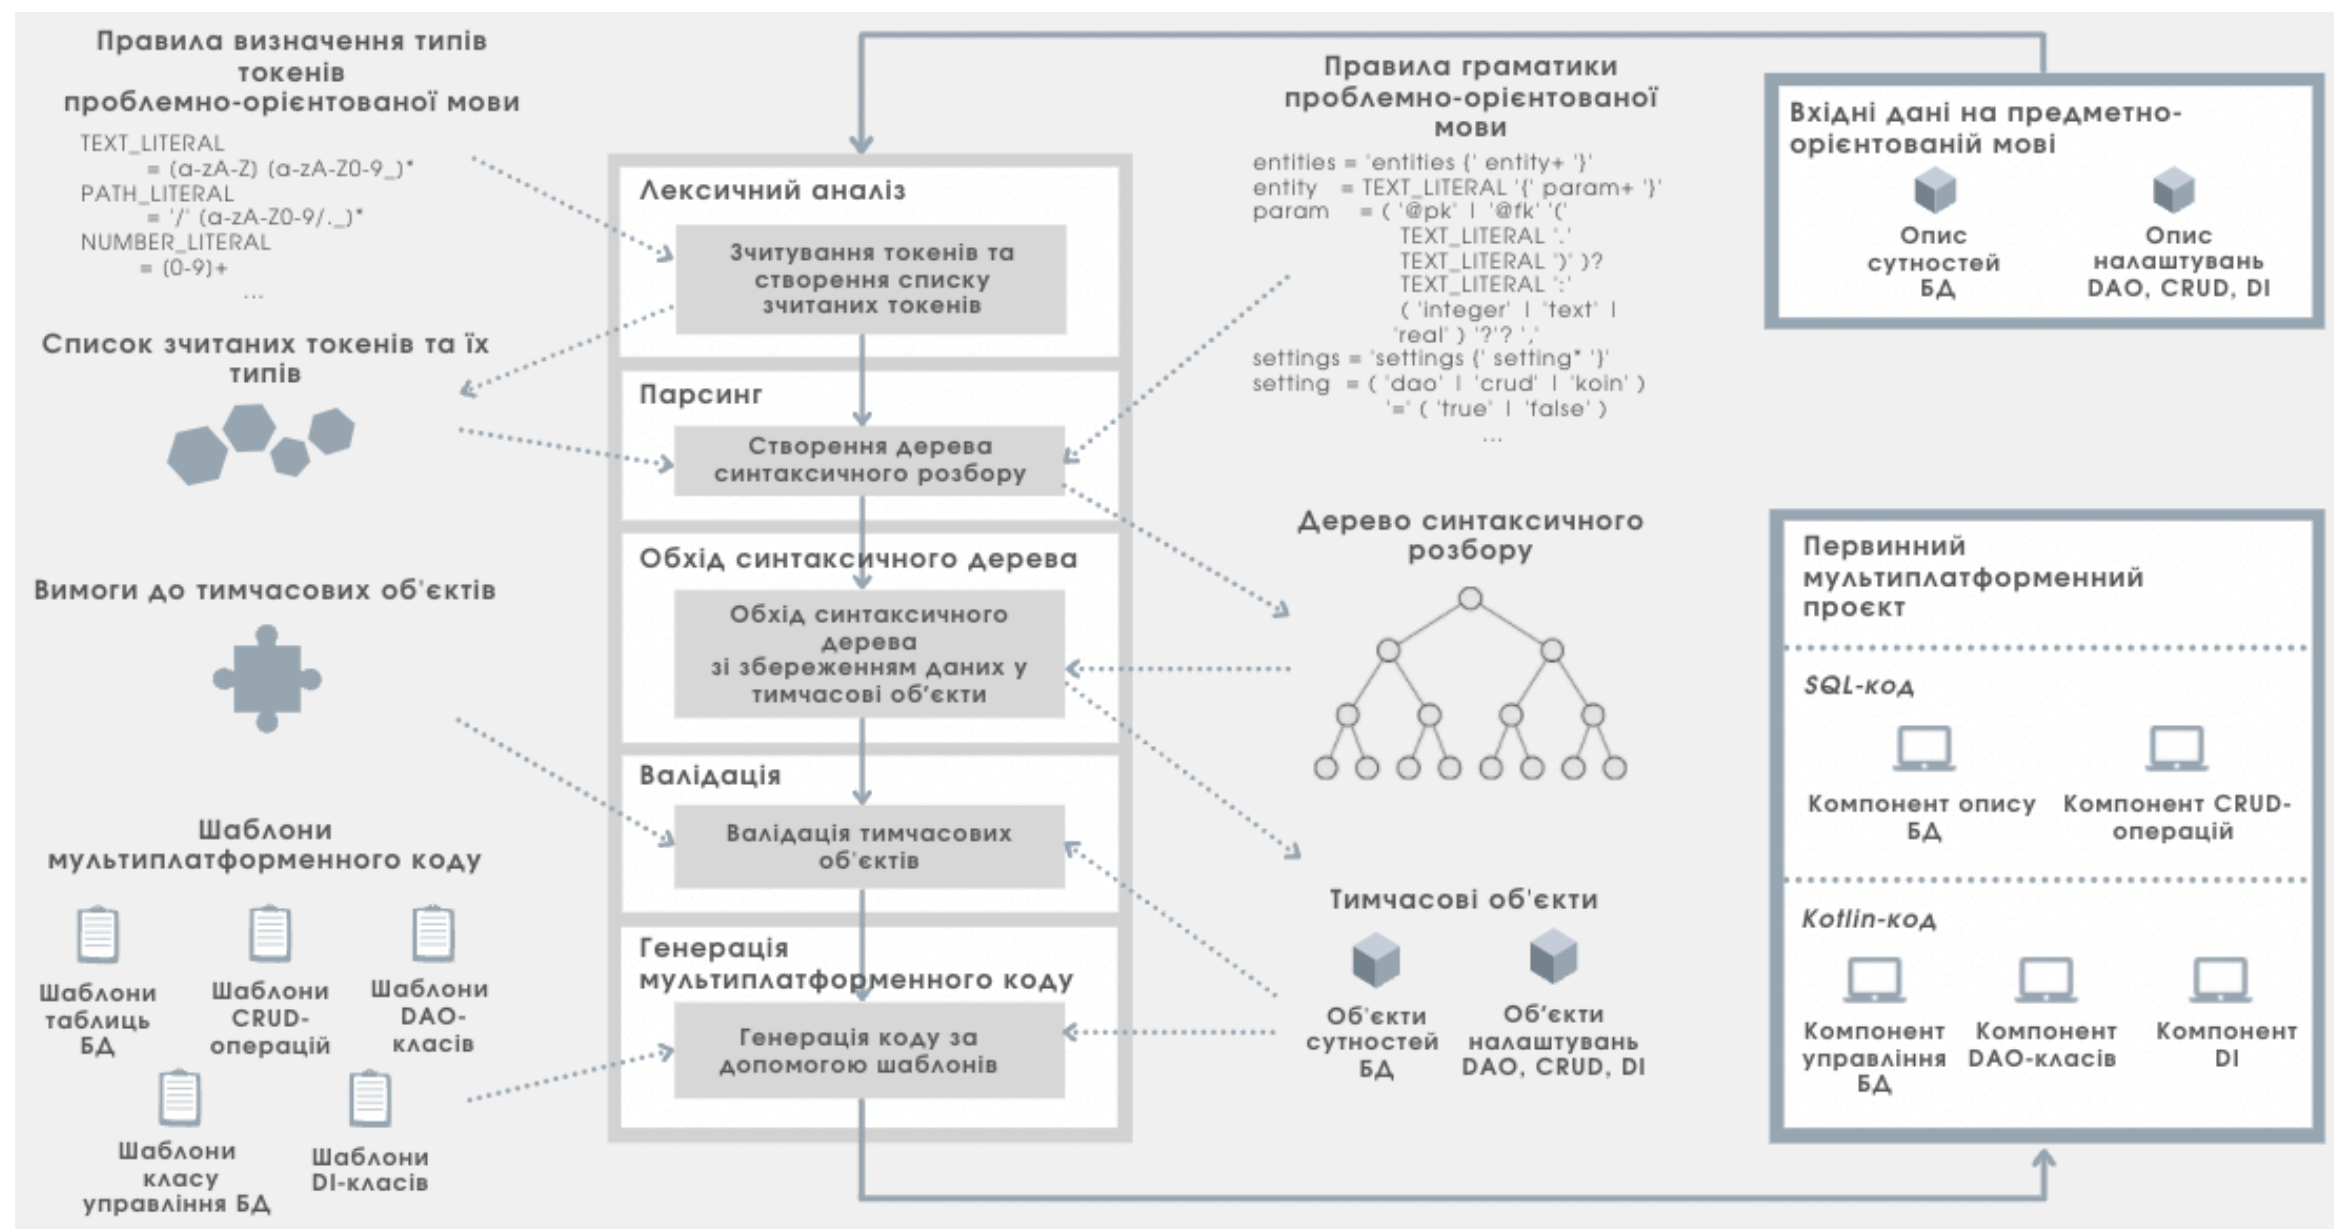 Правила визначення типів
токенів
проблемно-орієнтованої мови
TEXT_LITERAL
= (a-zA-Z) (a-zA-Z0-9_)*
PATH_LITERAL
= '/' (a-zA-Z0-9/._)*
NUMBER_LITERAL
= (0-9)+
...
Список зчитаних токенів та їх
типів
Вимоги до тимчасових об'єктів
Шаблони
мультиплатформенного коду
Шаблони
таблиць
БД
Шаблони
CRUD-
операцій
Шаблони
DAO-
класів
Шаблони
класу
управління БД
Шаблони
DI-класів
Лексичний аналіз
Зчитування токенів та
створення списку
зчитаних токенів
Парсинг
Створення дерева
синтаксичного розбору
Обхід синтаксичного дерева
Обхід синтаксичного
дерева
зі збереженням даних у
тимчасові об'єкти
Валідація
Валідація тимчасових
об'єктів
Генерація
мультиплатформенного коду
Генерація коду за
допомогою шаблонів
Правила граматики
проблемно-орієнтованої
мови
entities = 'entities {' entity+ '}'
entity = TEXT_LITERAL '{' param+ '}'
param = ( '@pk' | '@fk' '('
TEXT_LITERAL '.'
TEXT_LITERAL ')' )?
TEXT_LITERAL ':'
( 'integer' | 'text' |
'real' ) '?'? ','
settings = 'settings {' setting* '}'
setting = ( 'dao' | 'crud' | 'koin' )
'=' ( 'true' | 'false' )
...
Дерево синтаксичного
розбору
Тимчасові об'єкти
Об'єкти
сутностей
БД
Об'єкти
налаштувань
DAO, CRUD, DI
Вхідні дані на предметно-
орієнтованій мові
Опис
сутностей
БД
Опис
налаштувань
DAO, CRUD, DI
Первинний
мультиплатформенний
проєкт
SQL-код
Компонент опису
БД
Компонент CRUD-
операцій
Kotlin-код
Компонент
управління
БД
Компонент
DAO-класів
Компонент
DI